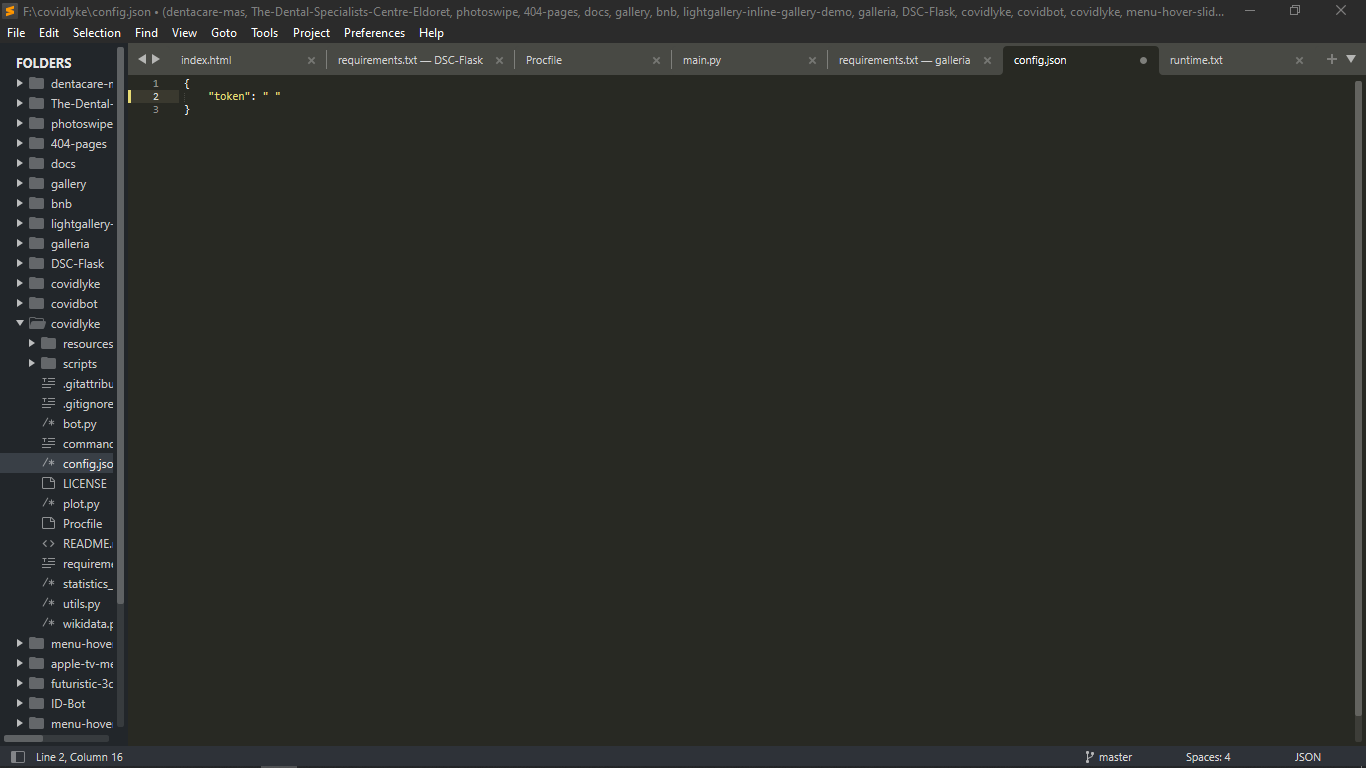 F:\covidlyke\config.json • (dentacare-mas, The-Dental-Specialists-Centre-Eldoret, photoswipe, 404-pages, docs, gallery, bnb, lightgallery-inline-gallery-demo, galleria, DSC-Flask, covidlyke, covidbot, covidlyke, menu-hover-slid...
File Edit Selection Find View Goto Tools Project Preferences Help
FOLDERS
index.html
requirements.txt — DSC-Flask
Procfile
main.py
requirements.txt — galleria
config.json
runtime.txt
1 {
2 "token": " "
3 }
dentacare-m
The-Dental-
photoswipe
404-pages
docs
gallery
bnb
lightgallery-
galleria
DSC-Flask
covidlyke
covidbot
covidlyke
resources
scripts
.gitattribu
.gitignore
bot.py
command
config.jso
LICENSE
plot.py
Procfile
README.
requireme
statistics_
utils.py
wikidata.p
menu-hove
apple-tv-me
futuristic-3d
ID-Bot
menu-hove
Line 2, Column 16
master
Spaces: 4
JSON